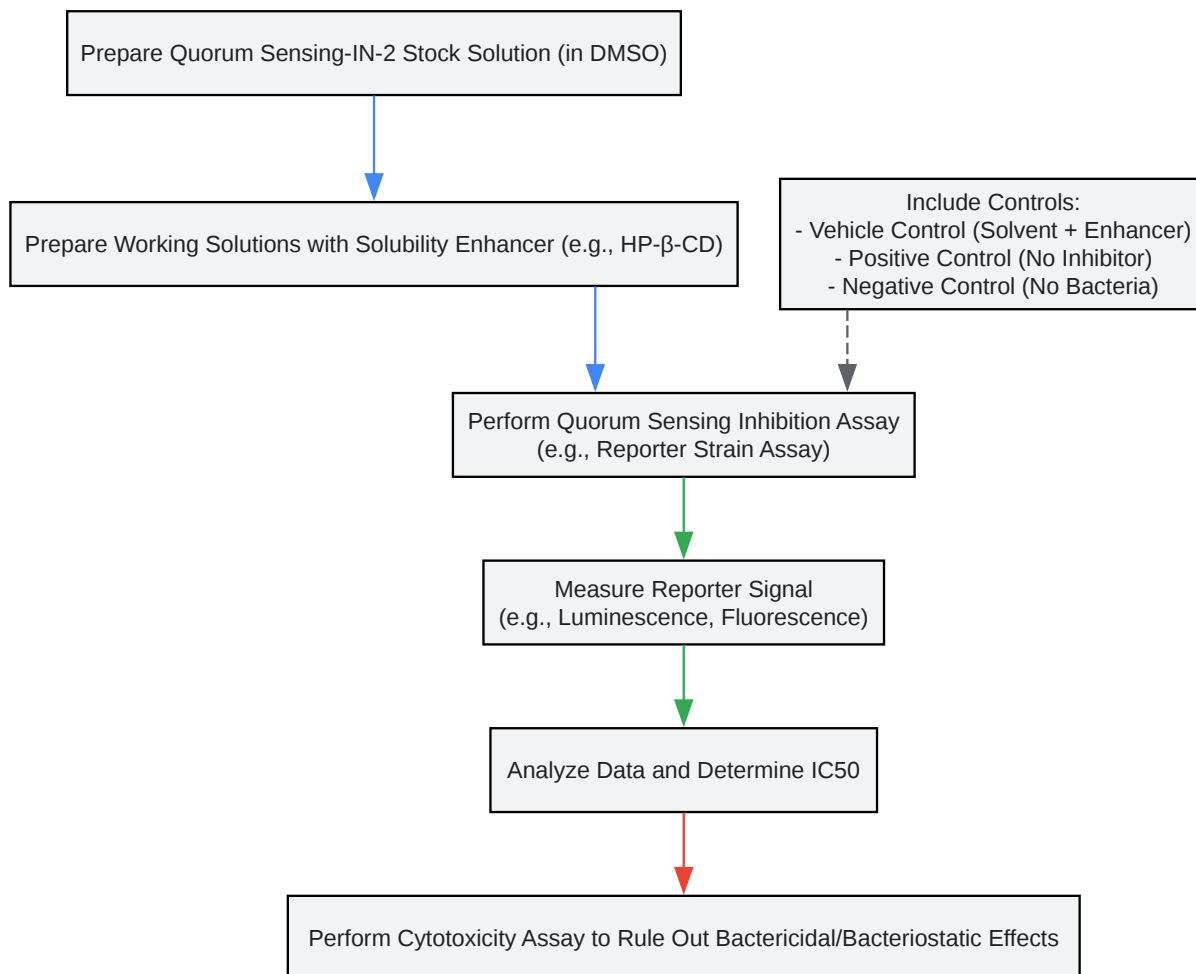 Prepare Quorum Sensing-IN-2 Stock Solution (in DMSO)
Prepare Working Solutions with Solubility Enhancer (e.g., HP-β-CD)
Include Controls:
- Vehicle Control (Solvent + Enhancer)
- Positive Control (No Inhibitor)
- Negative Control (No Bacteria)
Perform Quorum Sensing Inhibition Assay
(e.g., Reporter Strain Assay)
Measure Reporter Signal
(e.g., Luminescence, Fluorescence)
Analyze Data and Determine IC50
Perform Cytotoxicity Assay to Rule Out Bactericidal/Bacteriostatic Effects